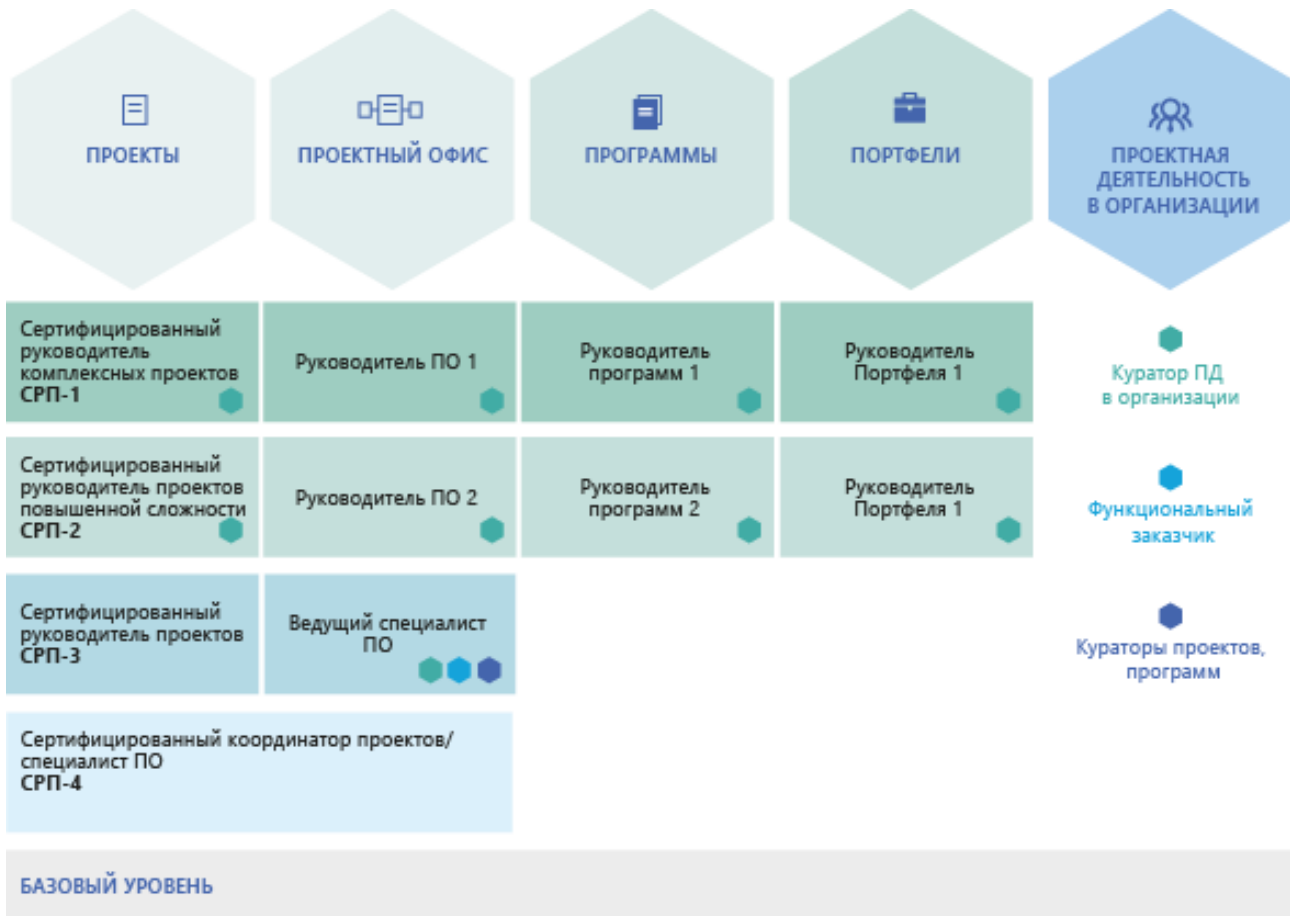 ПРОЕКТЫ
ПРОЕКТНЫЙ ОФИС
ПРОГРАММЫ
ПОРТФЕЛИ
ПРОЕКТНАЯ
ДЕЯТЕЛЬНОСТЬ
В ОРГАНИЗАЦИИ
Сертифицированный
руководитель
комплексных проектов
СРП-1
Руководитель ПО 1
Руководитель
программ 1
Руководитель
Портфеля 1
Куратор ПД
в организации
Сертифицированный
руководитель проектов
повышенной сложности
СРП-2
Руководитель ПО 2
Руководитель
программ 2
Руководитель
Портфеля 1
Функциональный
заказчик
Сертифицированный
руководитель проектов
СРП-3
Ведущий специалист
ПО
Кураторы проектов,
программ
Сертифицированный координатор проектов/
специалист ПО
СРП-4
БАЗОВЫЙ УРОВЕНЬ